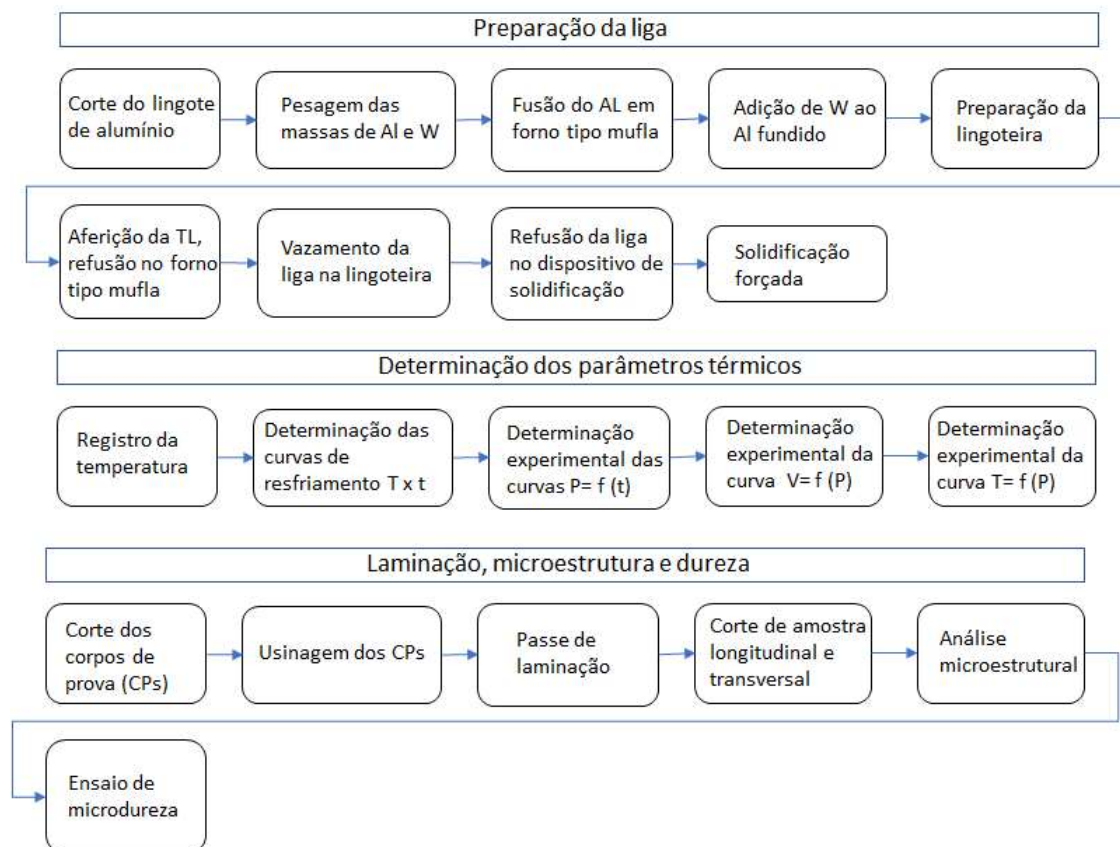 Preparação da liga
Corte do lingote
de alumínio
Pesagem das
massas de Al e W
Fusão do AL em
forno tipo mufla
Adição de W ao
Al fundido
Preparação da
lingoteira
Aferição da TL,
refusão no forno
tipo mufla
Vazamento da
liga na lingoteira
Refusão da liga
no dispositivo de
solidificação
Solidificação
forçada
Determinação dos parâmetros térmicos
Registro da
temperatura
Determinação das
curvas de
resfriamento T x t
Determinação
experimental das
curvas P= f (t)
Determinação
experimental da
curva V= f (P)
Determinação
experimental da
curva T= f (P)
Laminação, microestrutura e dureza
Corte dos
corpos de
prova (CPs)
Usinagem dos CPs
Passe de
laminação
Corte de amostra
longitudinal e
transversal
Análise
microestrutural
Ensaio de
microdureza